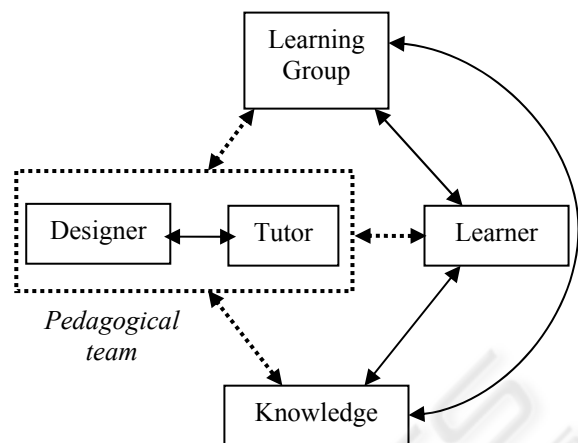 Learning
Group
Designer
Tutor
Learner
Pedagogical
team
Knowledge